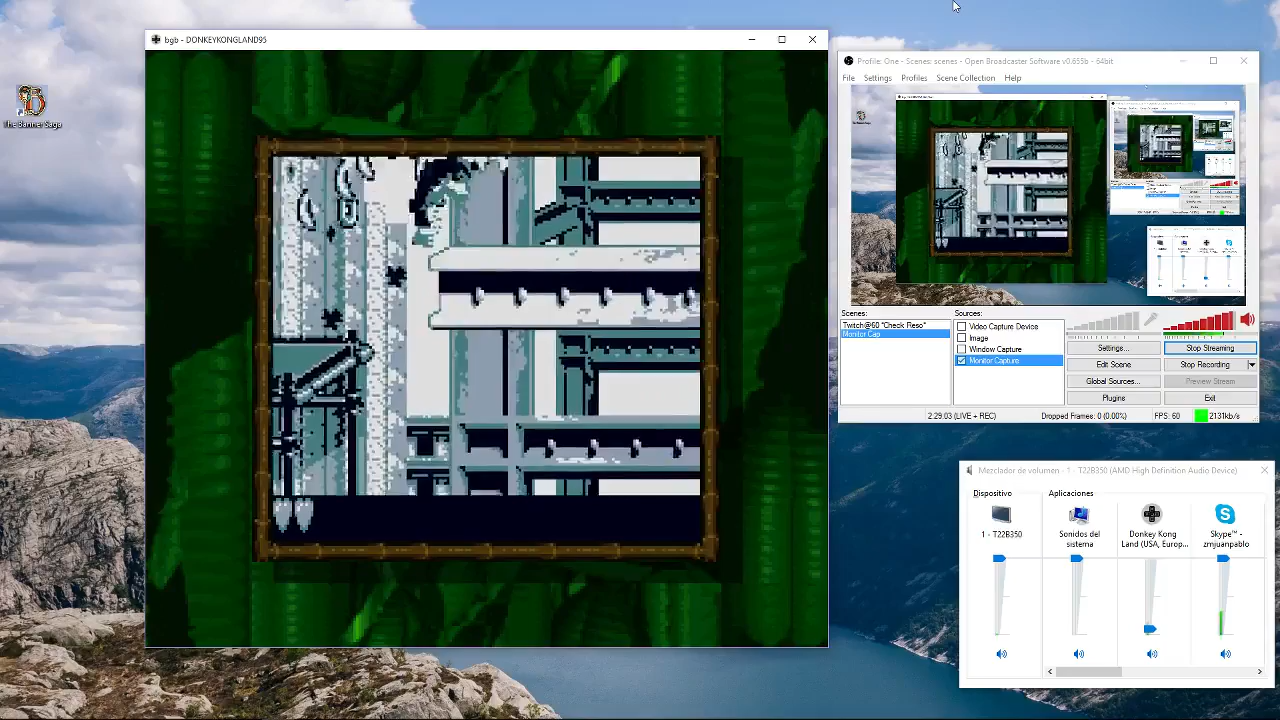 bgb - DONKEYKONGLAND95
The Banner Saga
Profile: One - Scenes: scenes - Open Broadcaster Software v0.655b - 64bit
File Settings Profiles Scene Collection Help
Scenes:
Twtch@60 "Check Reso"
Monitor Cap
Sources:
Video Capture Device
Image
Window Capture
Monitor Capture
Settings...
Stop Streaming
Edit Scene
Stop Recording
Global Sources...
Preview Stream
Plugins
Exit
2:29:03 (LIVE + REC)
Dropped Frames: 0 (0.00%)
FPS: 60
2131kb/s
Mezclador de volumen - 1 - T22B350 (AMD High Definition Audio Device)
Dispositivo
Aplicaciones
1 - T22B350
Sonidos del
sistema
Donkey Kong
Land (USA, Europ...
Skype™ -
zmjuanpablo